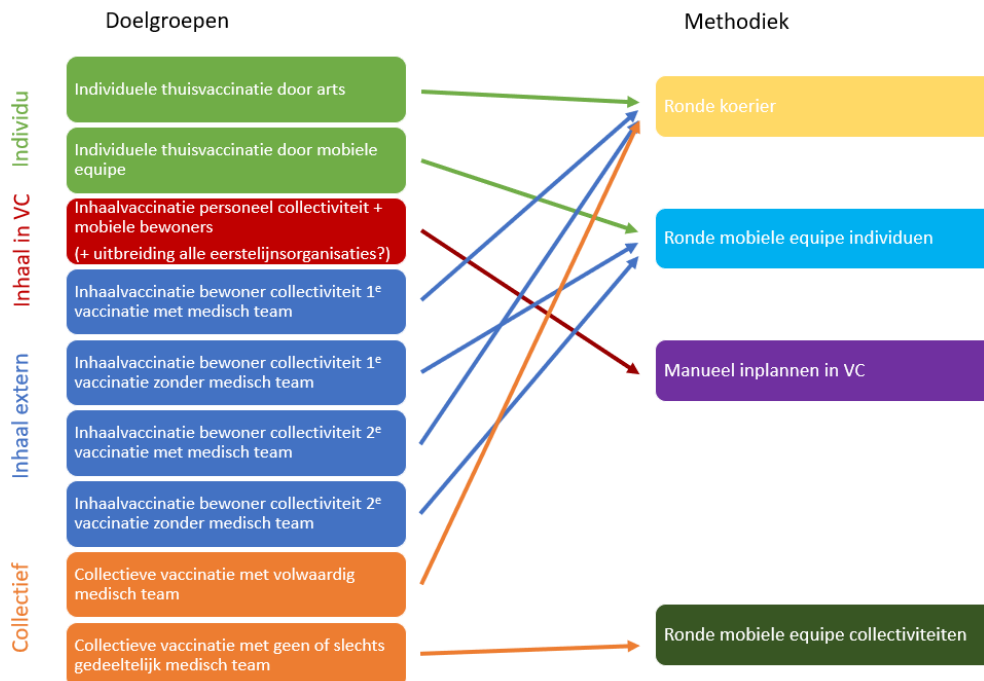 Doelgroepen
Methodiek
Individu
Individuele thuisvaccinatie door arts
Individuele thuisvaccinatie door mobiele
equipe
Inhaal in VC
Inhaalvaccinatie personeel collectiviteit +
mobiele bewoners
(+ uitbreiding alle eerstelijnsorganisaties?)
Inhaal extern
Inhaalvaccinatie bewoner collectiviteit 1e
vaccinatie met medisch team
Inhaalvaccinatie bewoner collectiviteit 1e
vaccinatie zonder medisch team
Inhaalvaccinatie bewoner collectiviteit 2e
vaccinatie met medisch team
Inhaalvaccinatie bewoner collectiviteit 2e
vaccinatie zonder medisch team
Collectief
Collectieve vaccinatie met volwaardig
medisch team
Collectieve vaccinatie met geen of slechts
gedeeltelijk medisch team
Ronde koerier
Ronde mobiele equipe individuen
Manueel inplannen in VC
Ronde mobiele equipe collectiviteiten